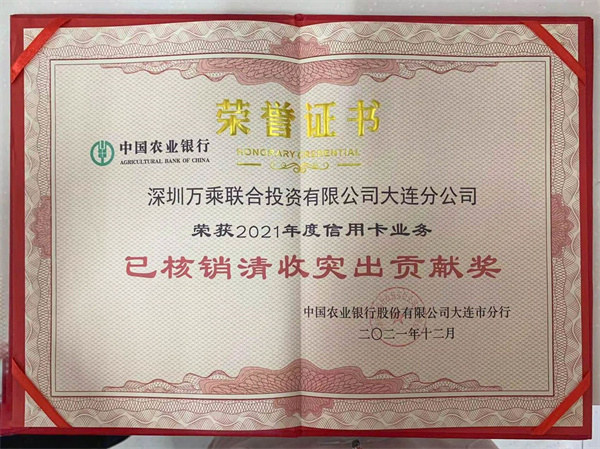 荣誉证书
HONORARY CREDENTIAL
中国农业银行
AGRICULTURAL BANK OF CHINA
深圳万乘联合投资有限公司大连分公司
荣获2021年度信用卡业务
已核销清收突出贡献奖
中国农业银行股份有限公司大连市分行
二〇二一年十二月